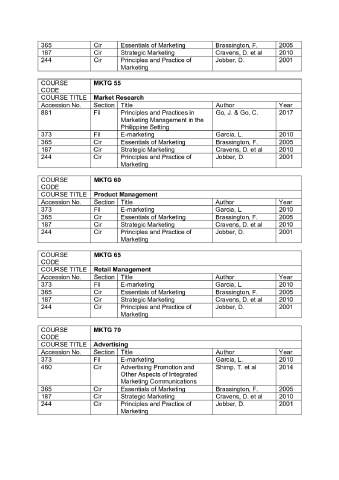 365 Cir Essentials of Marketing Brassington, F. 2005
187 Cir Strategic Marketing Cravens, D. et al 2010
244 Cir Principles and Practice of Jobber, D. 2001
Marketing
COURSE MKTG 55
CODE
COURSE TITLE Market Research
Accession No. Section Title Author Year
881 Fil Principles and Practices in Go, J. & Go, C. 2017
Marketing Management in the
Philippine Setting
373 Fil E-marketing Garcia, L. 2010
365 Cir Essentials of Marketing Brassington, F. 2005
187 Cir Strategic Marketing Cravens, D. et al 2010
244 Cir Principles and Practice of Jobber, D. 2001
Marketing
COURSE MKTG 60
CODE
COURSE TITLE Product Management
Accession No. Section Title Author Year
373 Fil E-marketing Garcia, L. 2010
365 Cir Essentials of Marketing Brassington, F. 2005
187 Cir Strategic Marketing Cravens, D. et al 2010
244 Cir Principles and Practice of Jobber, D. 2001
Marketing
COURSE MKTG 65
CODE
COURSE TITLE Retail Management
Accession No. Section Title Author Year
373 Fil E-marketing Garcia, L. 2010
365 Cir Essentials of Marketing Brassington, F. 2005
187 Cir Strategic Marketing Cravens, D. et al 2010
244 Cir Principles and Practice of Jobber, D. 2001
Marketing
COURSE MKTG 70
CODE
COURSE TITLE Advertising
Accession No. Section Title Author Year
373 Fil E-marketing Garcia, L. 2010
460 Cir Advertising Promotion and Shimp, T. et al 2014
Other Aspects of Integrated
Marketing Communications
365 Cir Essentials of Marketing Brassington, F. 2005
187 Cir Strategic Marketing Cravens, D. et al 2010
244 Cir Principles and Practice of Jobber, D. 2001
Marketing